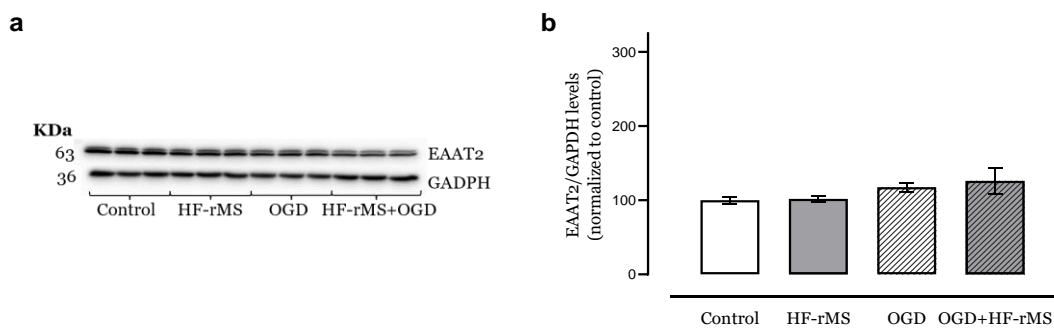 a
KDa
63
EAAT2
36
GADPH
Control HF-rMS OGD HF-rMS+OGD
b
EAAT2/GAPDH levels
(normalized to control)
300
200
100
0
Control HF-rMS OGD OGD+HF-rMS